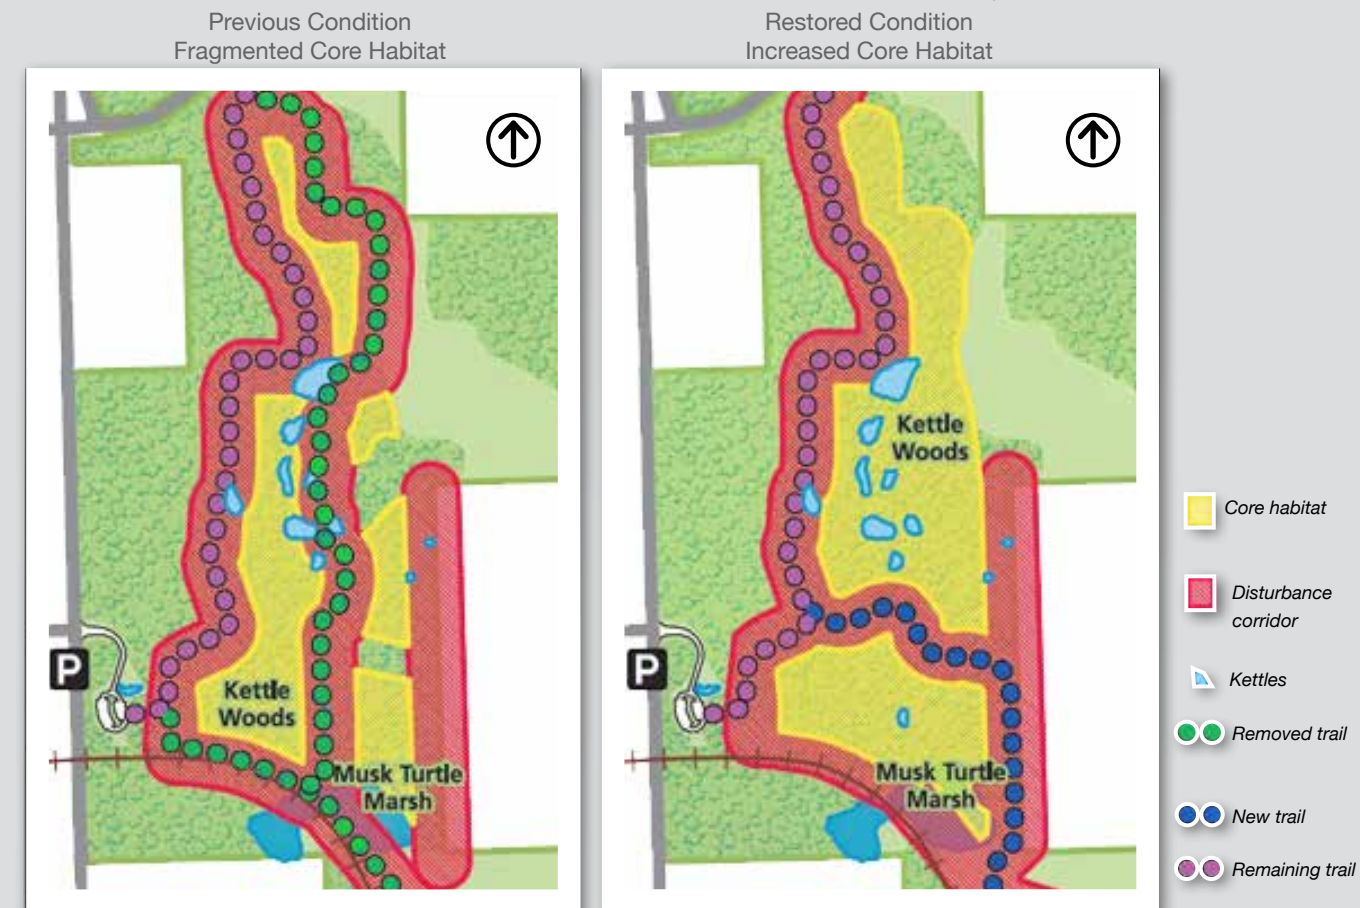 Previous Condition
Fragmented Core Habitat
Restored Condition
Increased Core Habitat
P
Kettle
Woods
Musk Turtle
Marsh
Kettle
Woods
P
Musk Turtle
Marsh
Core habitat
Disturbance
corridor
Kettles
Removed trail
New trail
Remaining trail